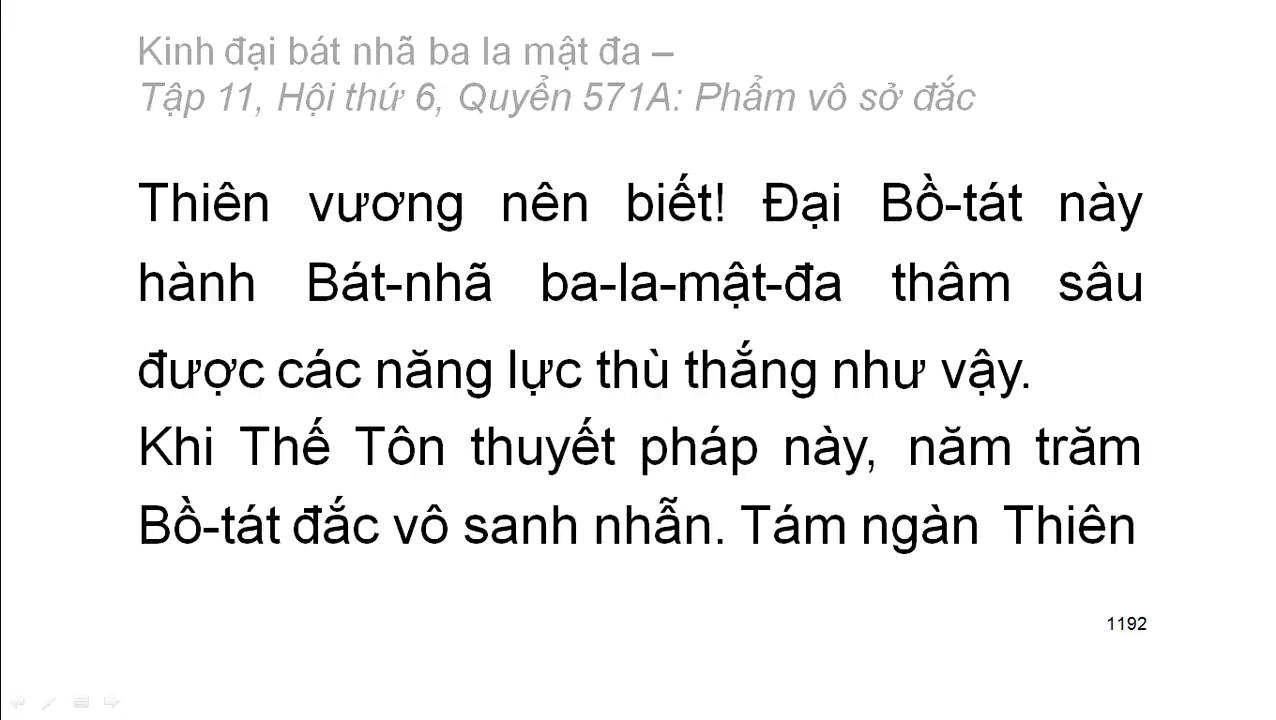 Kinh đại bát nhã ba la mật đa –
Tập 11, Hội thứ 6, Quyển 571A: Phẩm vô sở đắc
Thiên vương nên biết! Đại Bồ-tát này
hành Bát-nhã ba-la-mật-đa thâm sâu
được các năng lực thù thắng như vậy.
Khi Thế Tôn thuyết pháp này, năm trăm
Bồ-tát đắc vô sanh nhẫn. Tám ngàn Thiên
1192